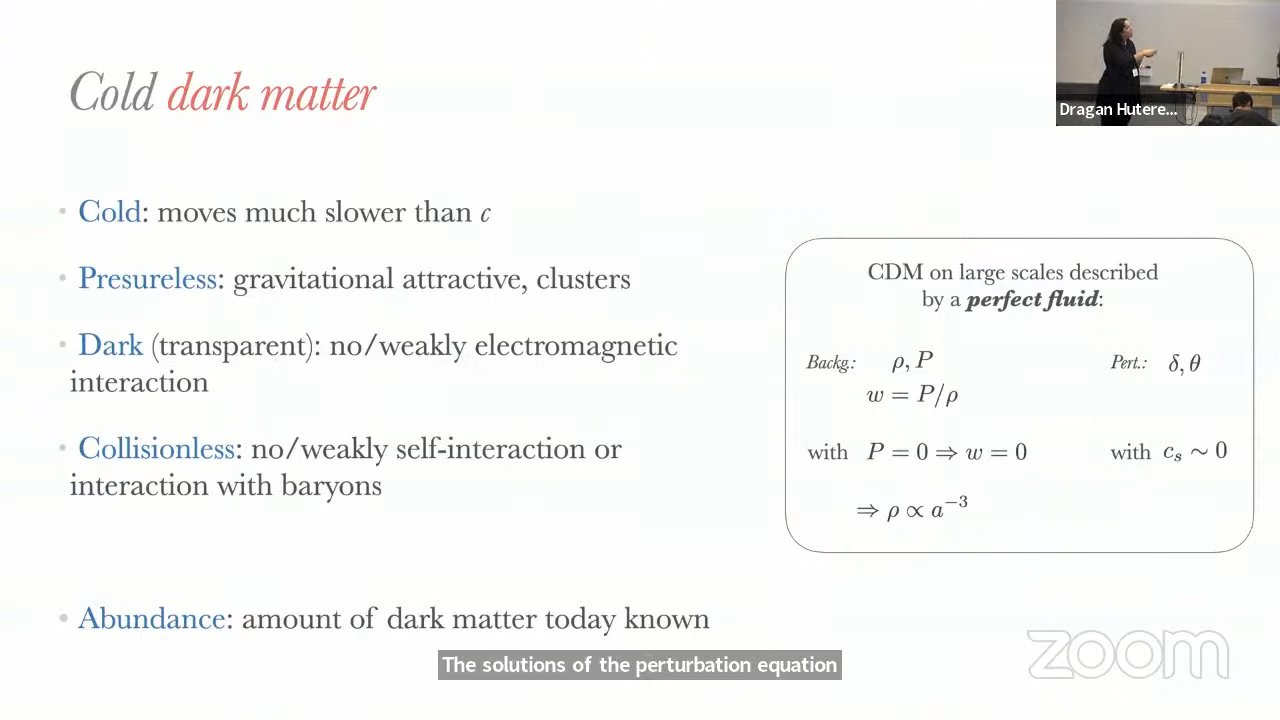 Cold dark matter
Dragan Hutere...
• Cold: moves much slower than c
• Presureless: gravitational attractive, clusters
• Dark (transparent): no/weakly electromagnetic
interaction
• Collisionless: no/weakly self-interaction or
interaction with baryons
• Abundance: amount of dark matter today known
CDM on large scales described
by a perfect fluid:
Backg.: ρ, P
w = P/ρ
with P = 0 ⇒ w = 0
⇒ ρ ∝ a⁻³
Pert.: δ, θ
with cₛ ~ 0
The solutions of the perturbation equation
zoom